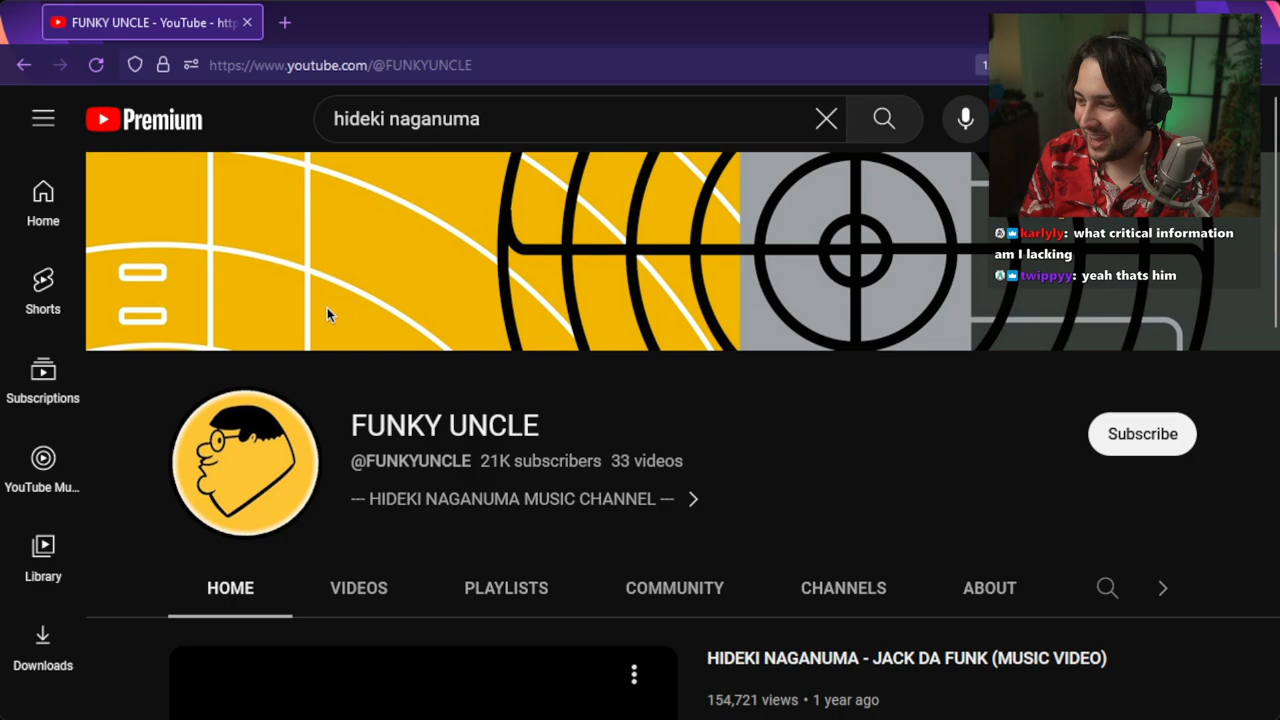 FUNKY UNCLE - YouTube - http
https://www.youtube.com/@FUNKYUNCLE
Premium
hideki naganuma
Home
Shorts
Subscriptions
YouTube Mu...
Library
Downloads
karlyly: what critical information
am I lacking
twippyy: yeah thats him
FUNKY UNCLE
@FUNKYUNCLE 21K subscribers 33 videos
--- HIDEKI NAGANUMA MUSIC CHANNEL ---
Subscribe
HOME VIDEOS PLAYLISTS COMMUNITY CHANNELS ABOUT
HIDEKI NAGANUMA - JACK DA FUNK (MUSIC VIDEO)
154,721 views • 1 year ago